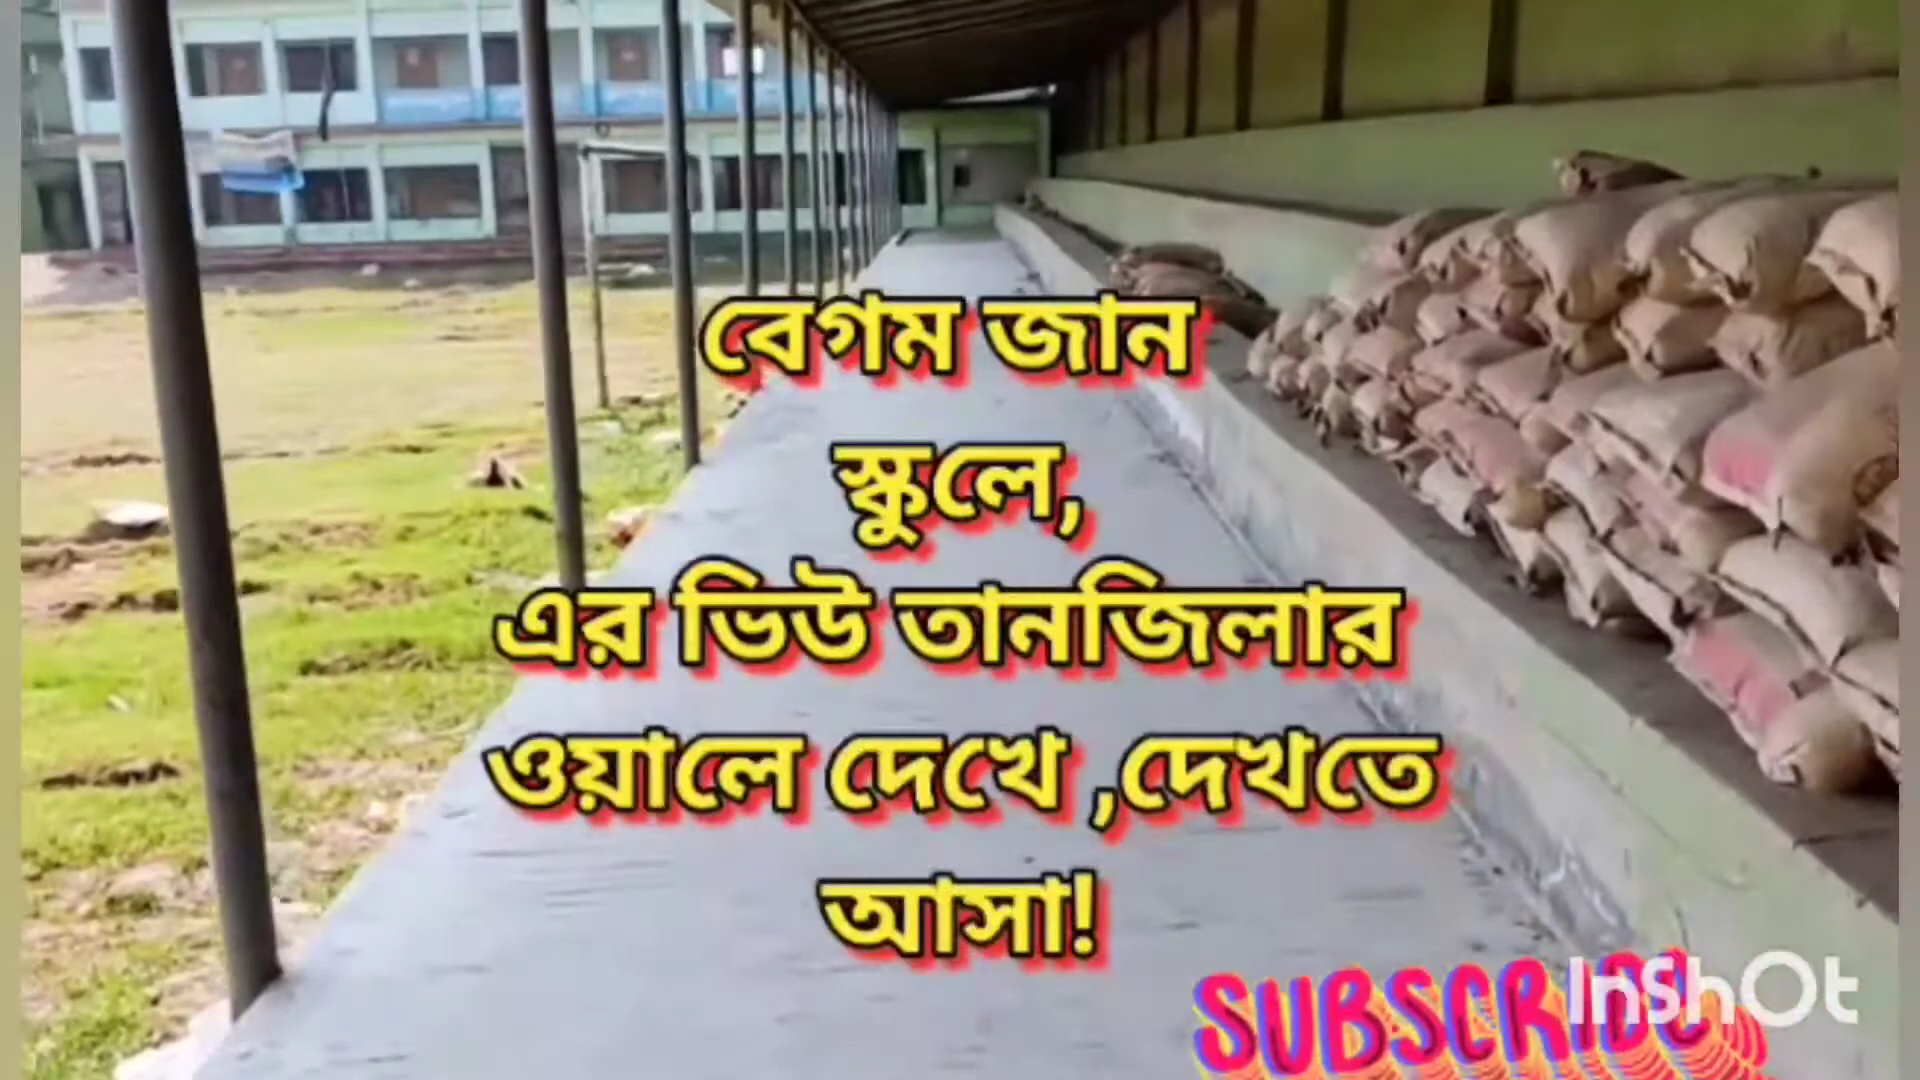 বেগম জান
স্কুলে,
এর ভিউ তানজিলার
ওয়ালে দেখে ,দেখতে
আসা!
SUBSCRIBE
InShOt